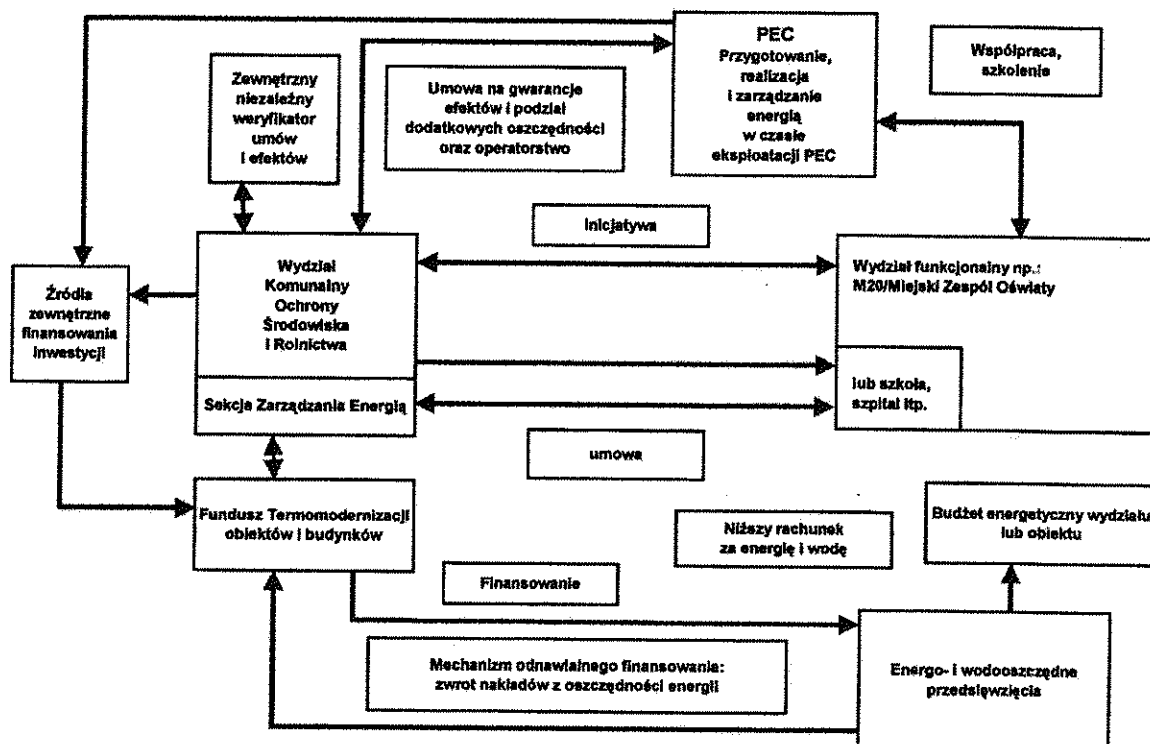 PEC
Przygotowanie,
realizacja
i zarządzanie
energią
w czasie
eksploatacji PEC
Współpraca,
szkolenie
Zewnętrzny
niezależny
weryfikator
umów
i efektów
Umowa na gwarancje
efektów i podział
dodatkowych oszczędności
oraz operatorstwo
Inicjatywa
Wydział
Komunalny
Ochrony
Środowiska
i Rolnictwa
Wydział funkcjonalny np.:
M20/Miejski Zespół Oświaty
Źródła
zewnętrzne
finansowania
inwestycji
lub szkoła,
szpital itp.
Sekcja Zarządzania Energią
umowa
Fundusz Termomodernizacji
obiektów i budynków
Niższy rachunek
za energię i wodę
Budżet energetyczny wydziału
lub obiektu
Finansowanie
Mechanizm odnawialnego finansowania:
zwrot nakładów z oszczędności energii
Energo- i wodooszczędne
przedsięwzięcia